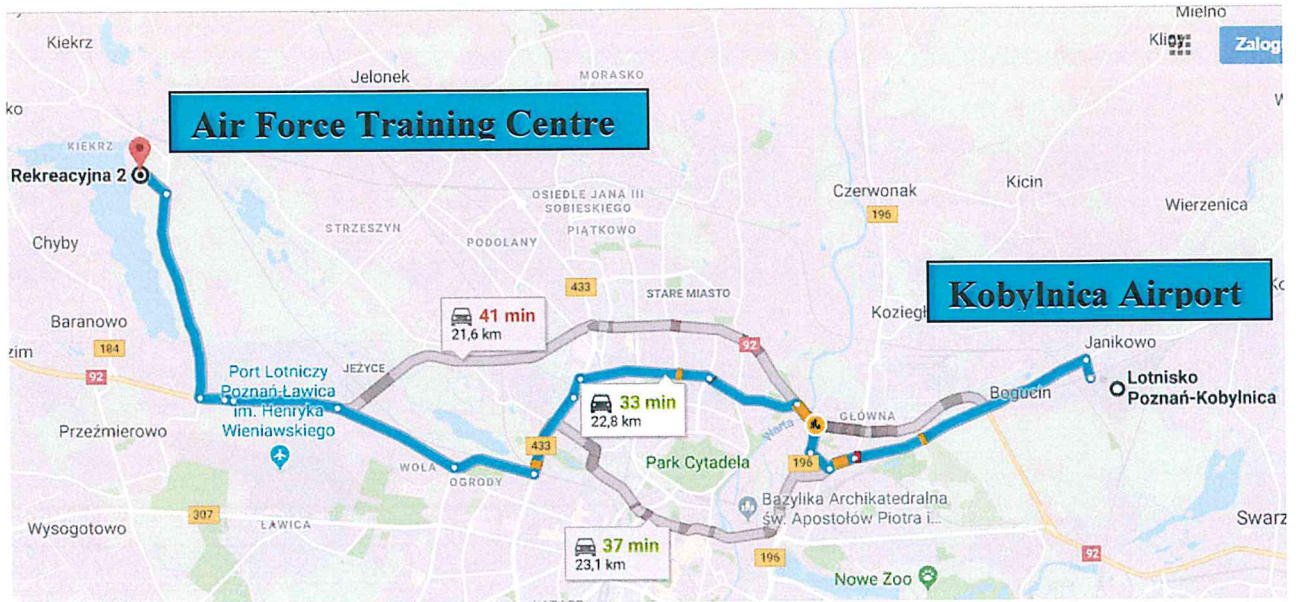 Mielno
Kiekrz
Zalog
Jelonek
MORASKO
ko
Air Force Training Centre
KIEKRZ
Rekreacyjna 2
Kicin
Czerwonak
OSIEDLE JANA III
SOBIESKIEGO
196
Wierzenica
STRZESZYN
PIĄTKOWO
Chyby
PODOLANY
433
STARE MIASTO
Kobylnica Airport
41 min
21,6 km
Baranowo
Koziegł
zim
184
92
Janikowo
92
JEŻYCE
Port Lotniczy
Poznań-Ławica
im. Henryka
Wieniawskiego
Lotnisko
Poznań-Kobylnica
Bogucin
33 min
22,8 km
GŁÓWNA
Przeźmierowo
Warta
433
WOLA
OGRODY
Park Cytadela
196
Bazylika Archikatedralna
św. Apostołów Piotra i...
307
ŁAWICA
Wysogotowo
Swarz
37 min
23,1 km
196
92
Nowe Zoo